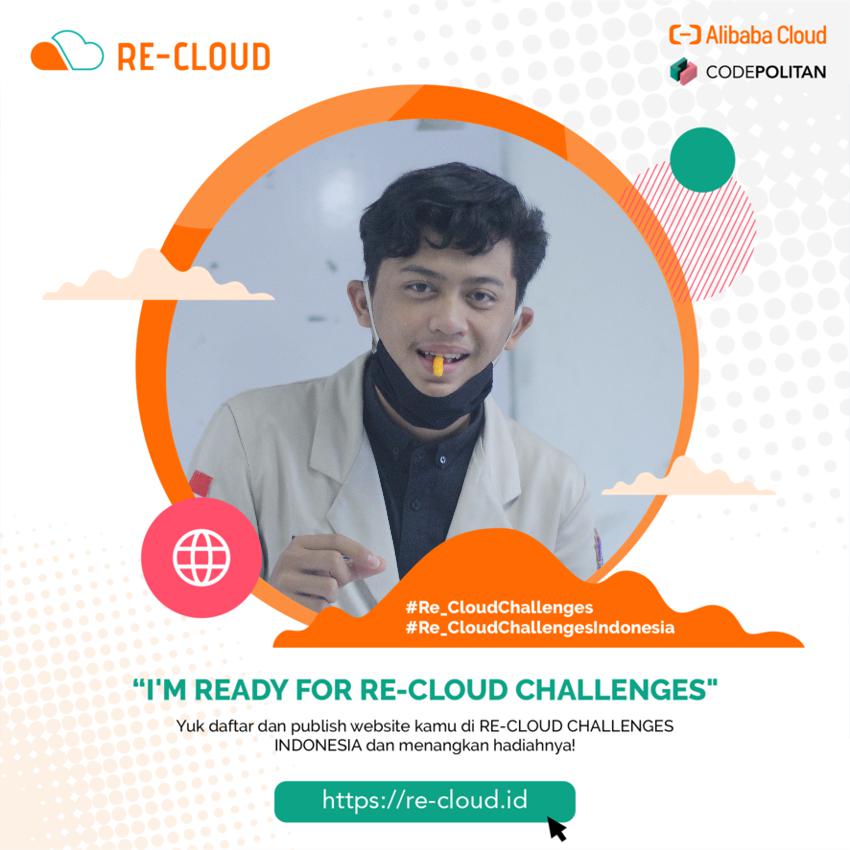 RE-CLOUD
Alibaba Cloud
CODEPOLITAN
#Re_CloudChallenges
#Re_CloudChallengesIndonesia
“I'M READY FOR RE-CLOUD CHALLENGES"
Yuk daftar dan publish website kamu di RE-CLOUD CHALLENGES
INDONESIA dan menangkan hadiahnya!
https://re-cloud.id